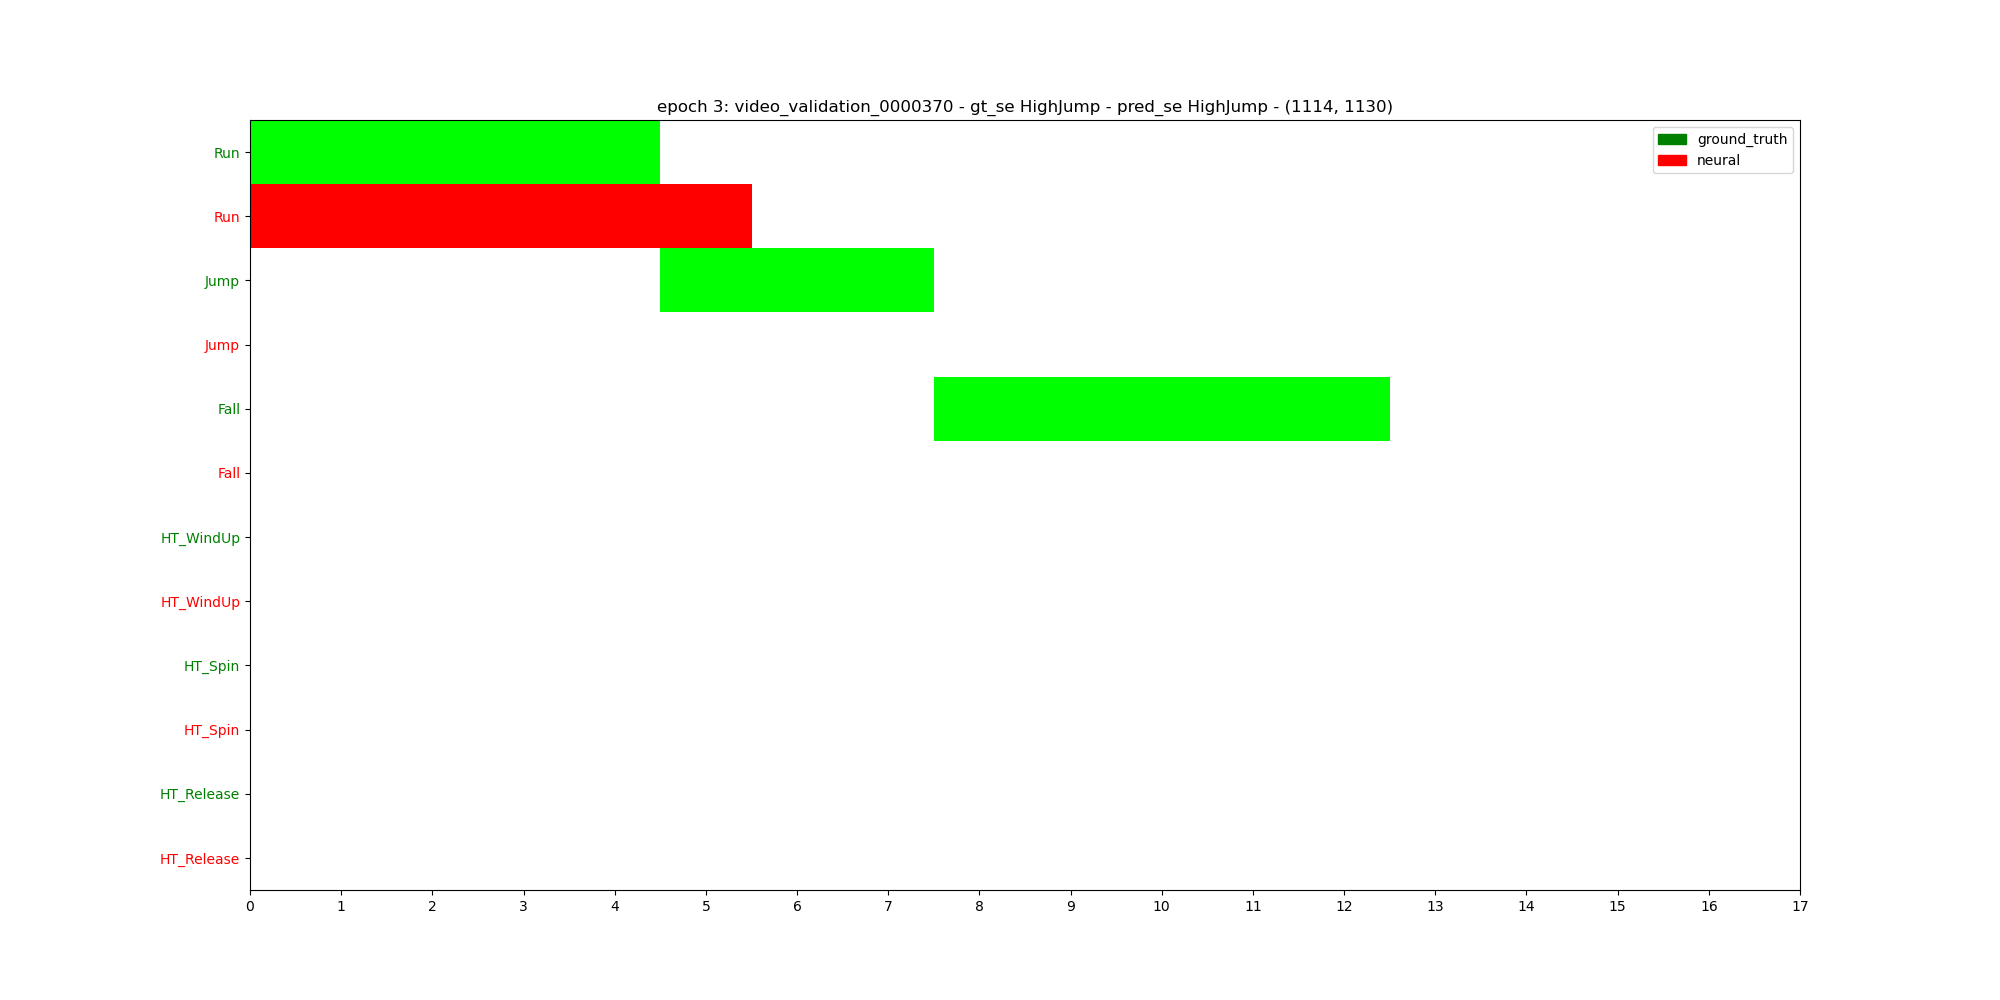 epoch 3: video_validation_0000370 - gt_se HighJump - pred_se HighJump - (1114, 1130)
ground_truth
neural
Run
Run
Jump
Jump
Fall
Fall
HT_WindUp
HT_WindUp
HT_Spin
HT_Spin
HT_Release
HT_Release
0 1 2 3 4 5 6 7 8 9 10 11 12 13 14 15 16 17